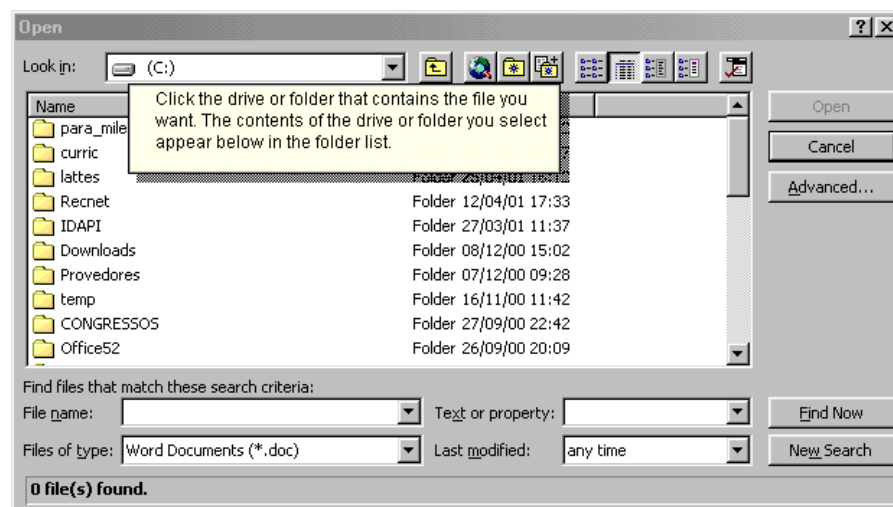 Open
Look in: (C:)
Click the drive or folder that contains the file you
want. The contents of the drive or folder you select
appear below in the folder list.
Name
para_mile
curric
lattes
Recnet Folder 12/04/01 17:33
IDAPI Folder 27/03/01 11:37
Downloads Folder 08/12/00 15:02
Provedores Folder 07/12/00 09:28
temp Folder 16/11/00 11:42
CONGRESSOS Folder 27/09/00 22:42
Office52 Folder 26/09/00 20:09
Open
Cancel
Advanced...
Find files that match these search criteria:
File name: Text or property: Find Now
Files of type: Word Documents (*.doc) Last modified: any time New Search
0 file(s) found.